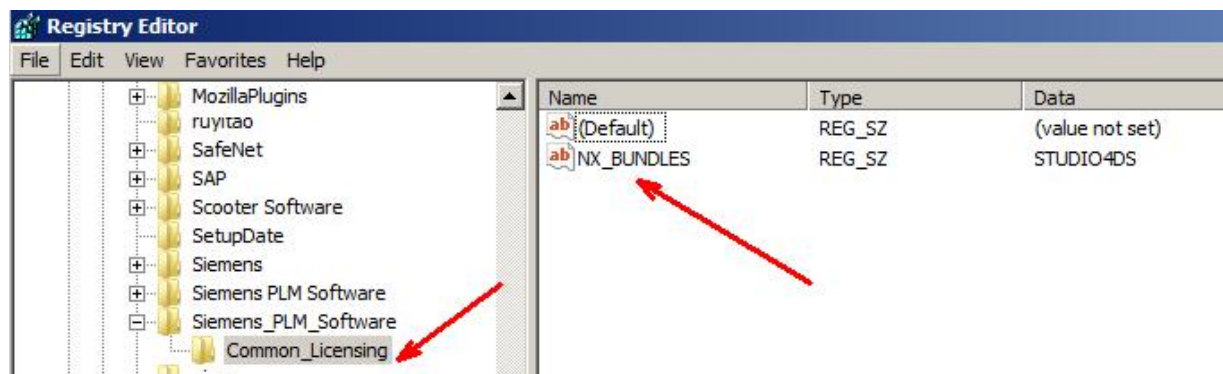 Registry Editor
File Edit View Favorites Help
MozillaPlugins
ruyitao
SafeNet
SAP
Scooter Software
SetupDate
Siemens
Siemens PLM Software
Siemens_PLM_Software
Common_Licensing
Name Type Data
(Default) REG_SZ (value not set)
NX_BUNDLES REG_SZ STUDIO4DS